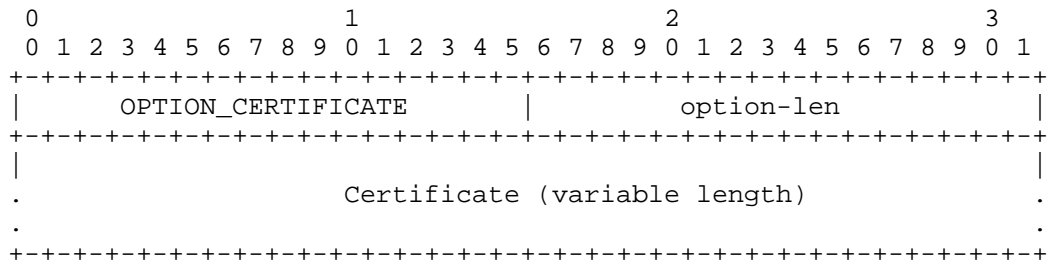 0                   1                   2                   3
 0 1 2 3 4 5 6 7 8 9 0 1 2 3 4 5 6 7 8 9 0 1 2 3 4 5 6 7 8 9 0 1
+-+-+-+-+-+-+-+-+-+-+-+-+-+-+-+-+-+-+-+-+-+-+-+-+-+-+-+-+-+-+-+-+
|      OPTION_CERTIFICATE       |         option-len            |
+-+-+-+-+-+-+-+-+-+-+-+-+-+-+-+-+-+-+-+-+-+-+-+-+-+-+-+-+-+-+-+-+
|                                                               |
.                    Certificate (variable length)              .
.                                                               .
+-+-+-+-+-+-+-+-+-+-+-+-+-+-+-+-+-+-+-+-+-+-+-+-+-+-+-+-+-+-+-+-+